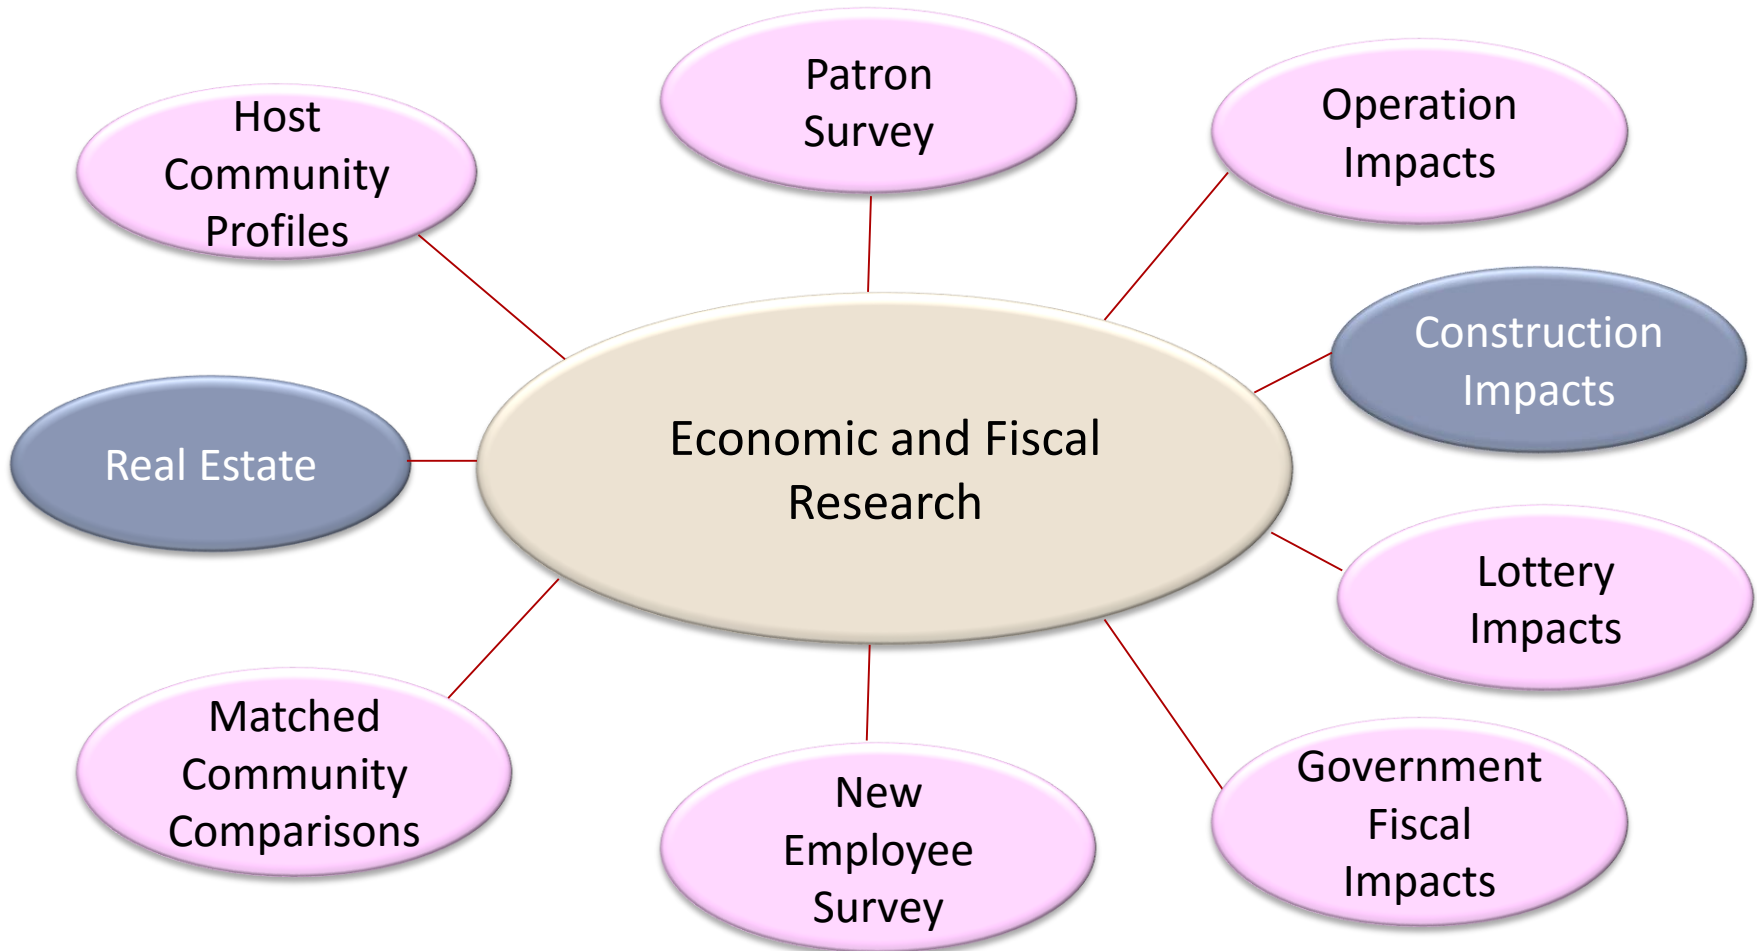 Patron
Survey
Operation
Impacts
Host
Community
Profiles
Construction
Impacts
Real Estate
Economic and Fiscal
Research
Lottery
Impacts
Matched
Community
Comparisons
New
Employee
Survey
Government
Fiscal
Impacts